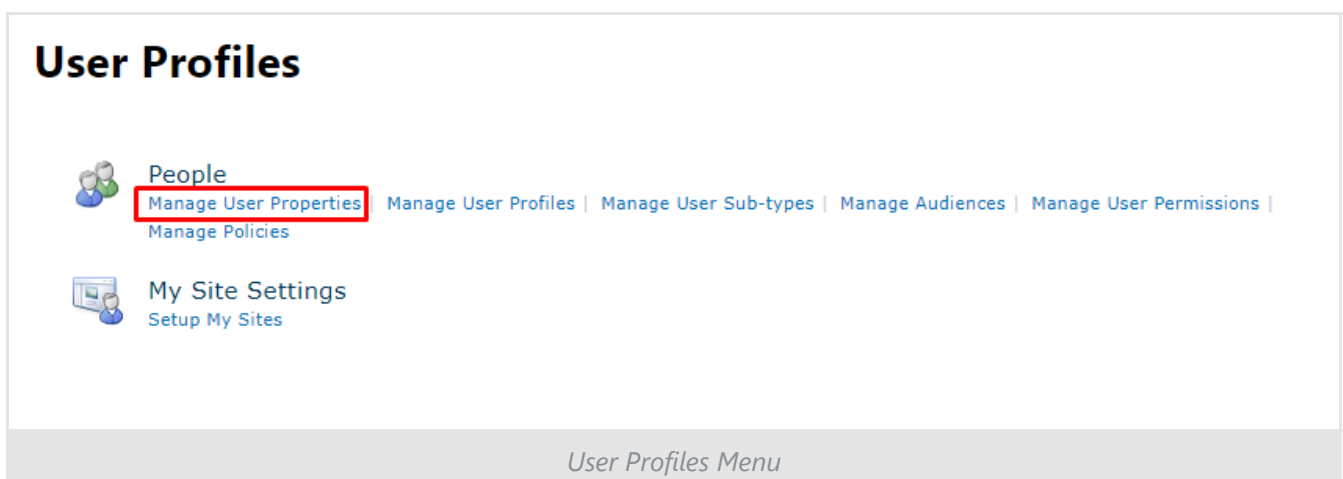 User Profiles
People
Manage User Properties | Manage User Profiles | Manage User Sub-types | Manage Audiences | Manage User Permissions |
Manage Policies
My Site Settings
Setup My Sites
User Profiles Menu